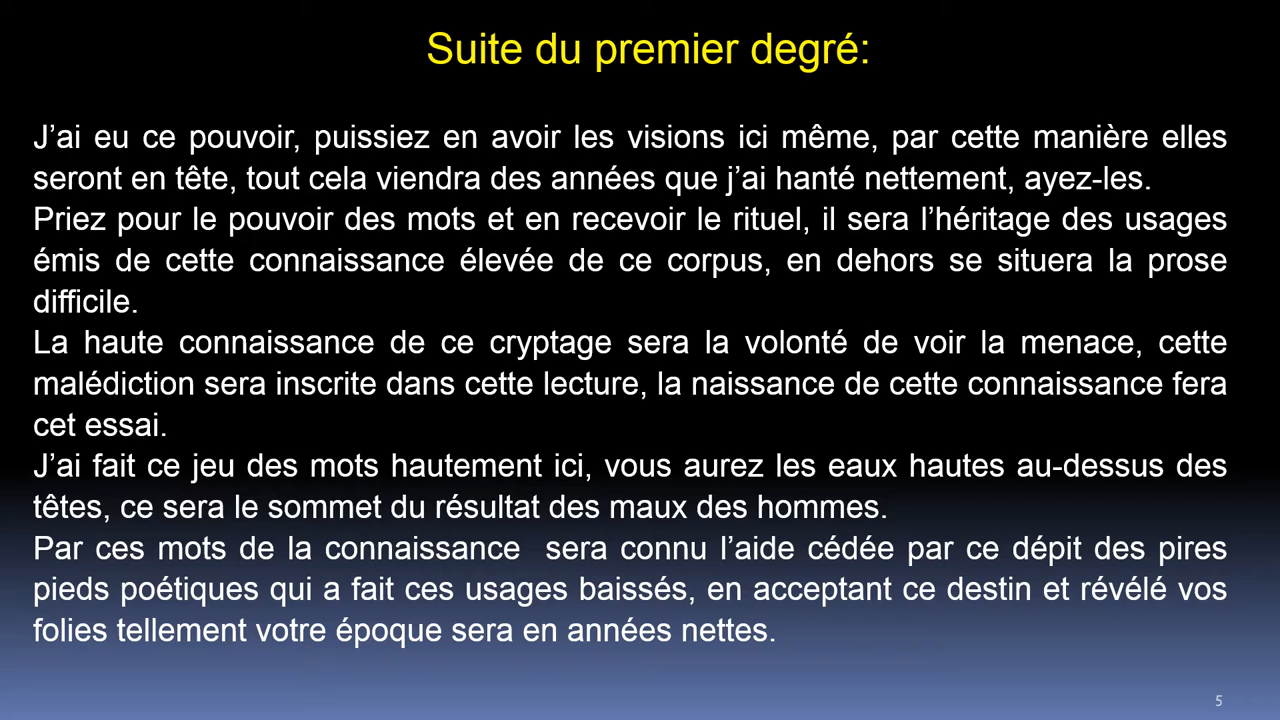 Suite du premier degré:
J’ai eu ce pouvoir, puissiez en avoir les visions ici même, par cette manière elles
seront en tête, tout cela viendra des années que j’ai hanté nettement, ayez-les.
Priez pour le pouvoir des mots et en recevoir le rituel, il sera l’héritage des usages
émis de cette connaissance élevée de ce corpus, en dehors se situera la prose
difficile.
La haute connaissance de ce cryptage sera la volonté de voir la menace, cette
malédiction sera inscrite dans cette lecture, la naissance de cette connaissance fera
cet essai.
J’ai fait ce jeu des mots hautement ici, vous aurez les eaux hautes au-dessus des
têtes, ce sera le sommet du résultat des maux des hommes.
Par ces mots de la connaissance  sera connu l’aide cédée par ce dépit des pires
pieds poétiques qui a fait ces usages baissés, en acceptant ce destin et révélé vos
folies tellement votre époque sera en années nettes.
5